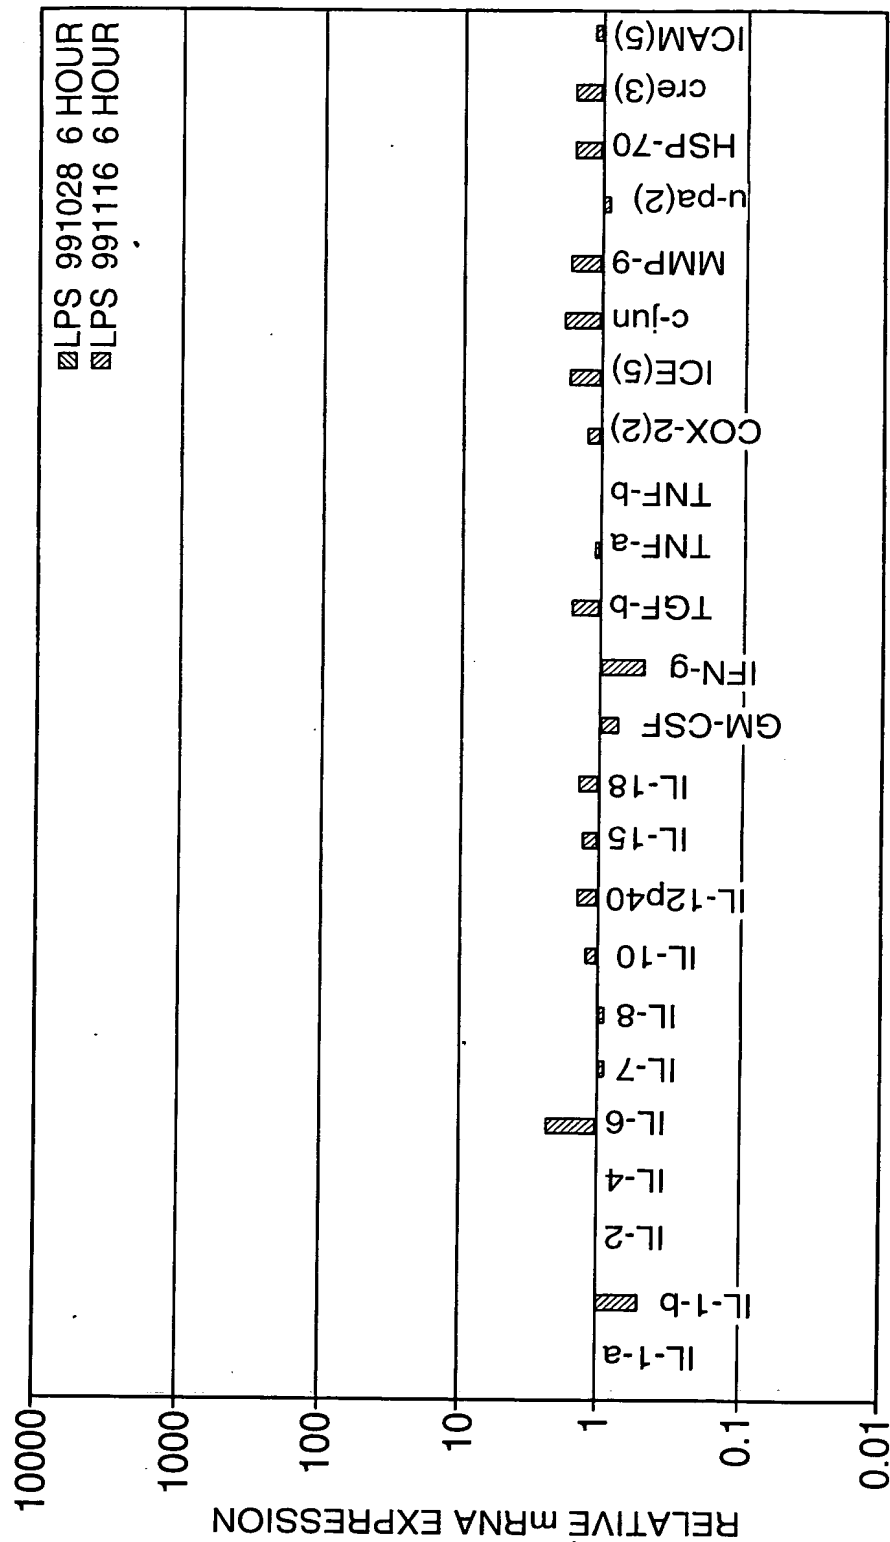 LPS 991028 6 HOUR
LPS 991116 6 HOUR
10000
1000
100
10
1
0.1
0.01
RELATIVE mRNA EXPRESSION
IL-1-a
IL-1-b
IL-2
IL-4
IL-6
IL-7
IL-8
IL-10
IL-12p40
IL-15
IL-18
GM-CSF
IFN-g
TGF-b
TNF-a
TNF-b
COX-2(2)
ICE(5)
c-jun
MMP-9
u-pa(2)
HSP-70
cre(3)
ICAM(5)